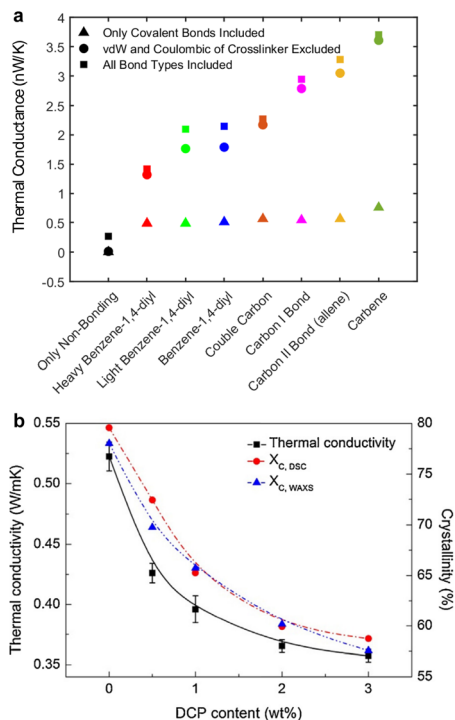 a
Only Covalent Bonds Included
vdW and Coulombic of Crosslinker Excluded
All Bond Types Included
Thermal Conductance (nW/K)
4
3.5
3
2.5
2
1.5
1
0.5
0
-0.5
Only Non-Bonding
Heavy Benzene-1,4-diyl
Light Benzene-1,4-diyl
Benzene-1,4-diyl
Couble Carbon
Carbon I Bond
Carbon II Bond (allene)
Carbene
b
Thermal conductivity
XC, DSC
XC, WAXS
Thermal conductivity (W/mK)
0.55
0.50
0.45
0.40
0.35
Crystallinity (%)
80
75
70
65
60
55
0 1 2 3
DCP content (wt%)